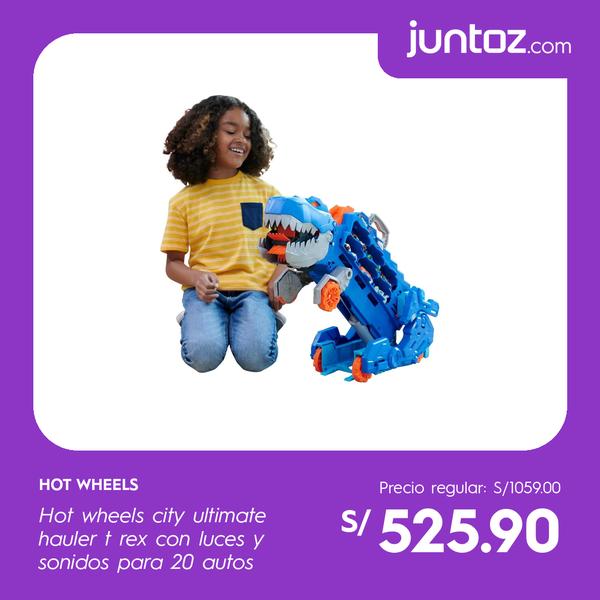 juntoz.com
HOT WHEELS
Hot wheels city ultimate
hauler t rex con luces y
sonidos para 20 autos
Precio regular: S/1059.00
S/ 525.90